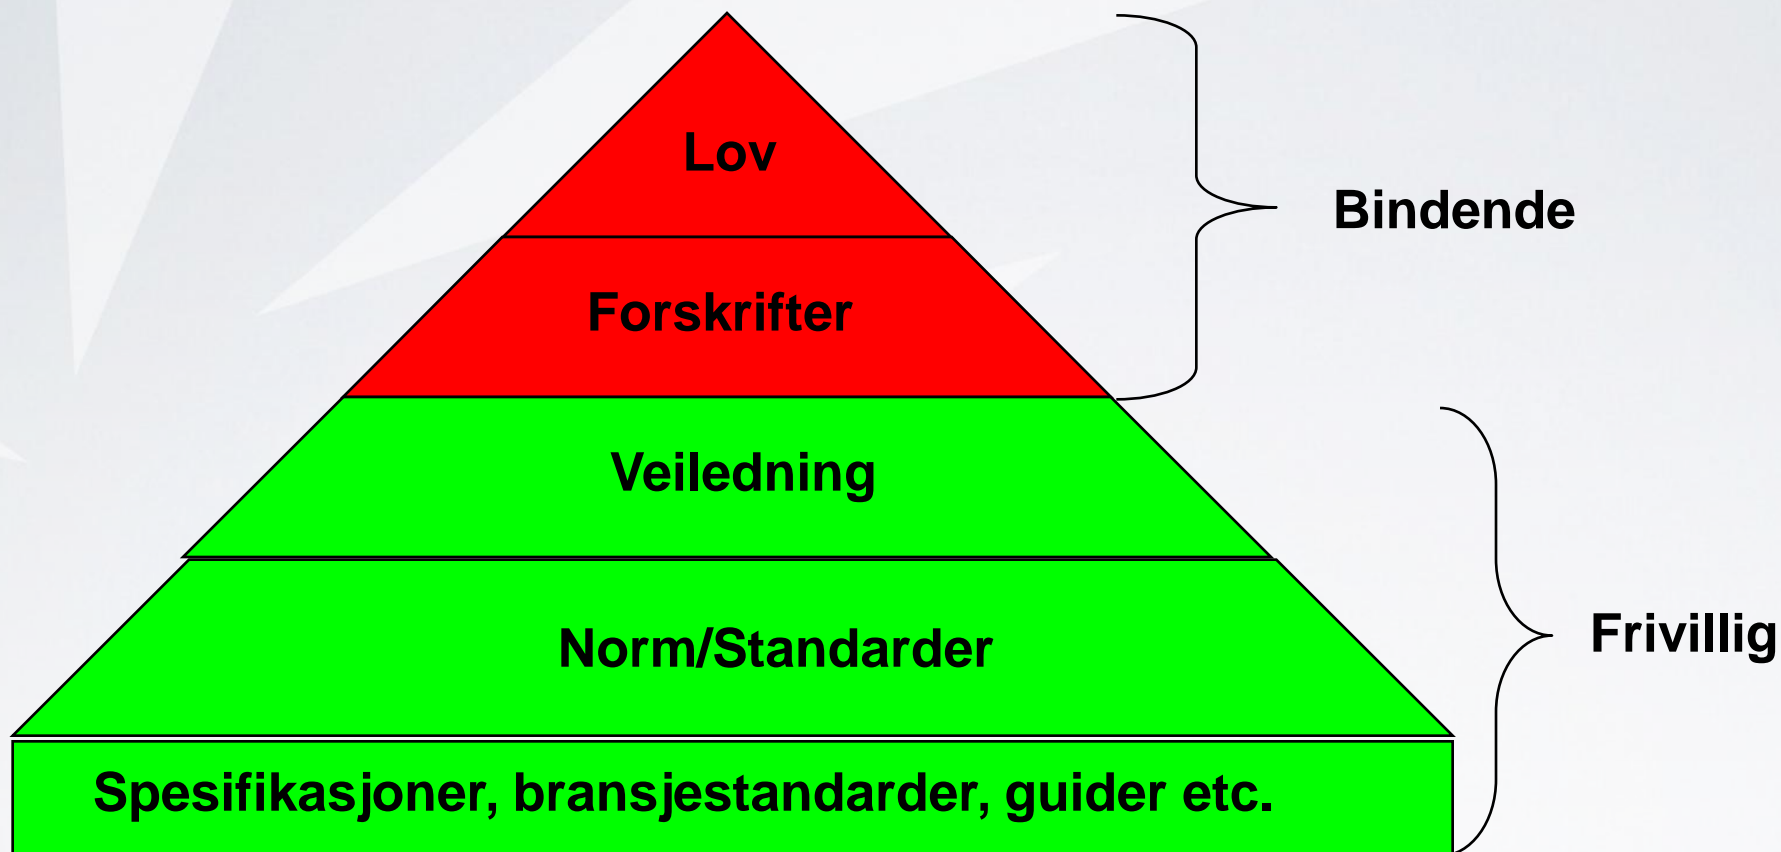 Lov
Bindende
Forskrifter
Veiledning
Norm/Standarder
Frivillig
Spesifikasjoner, bransjestandarder, guider etc.